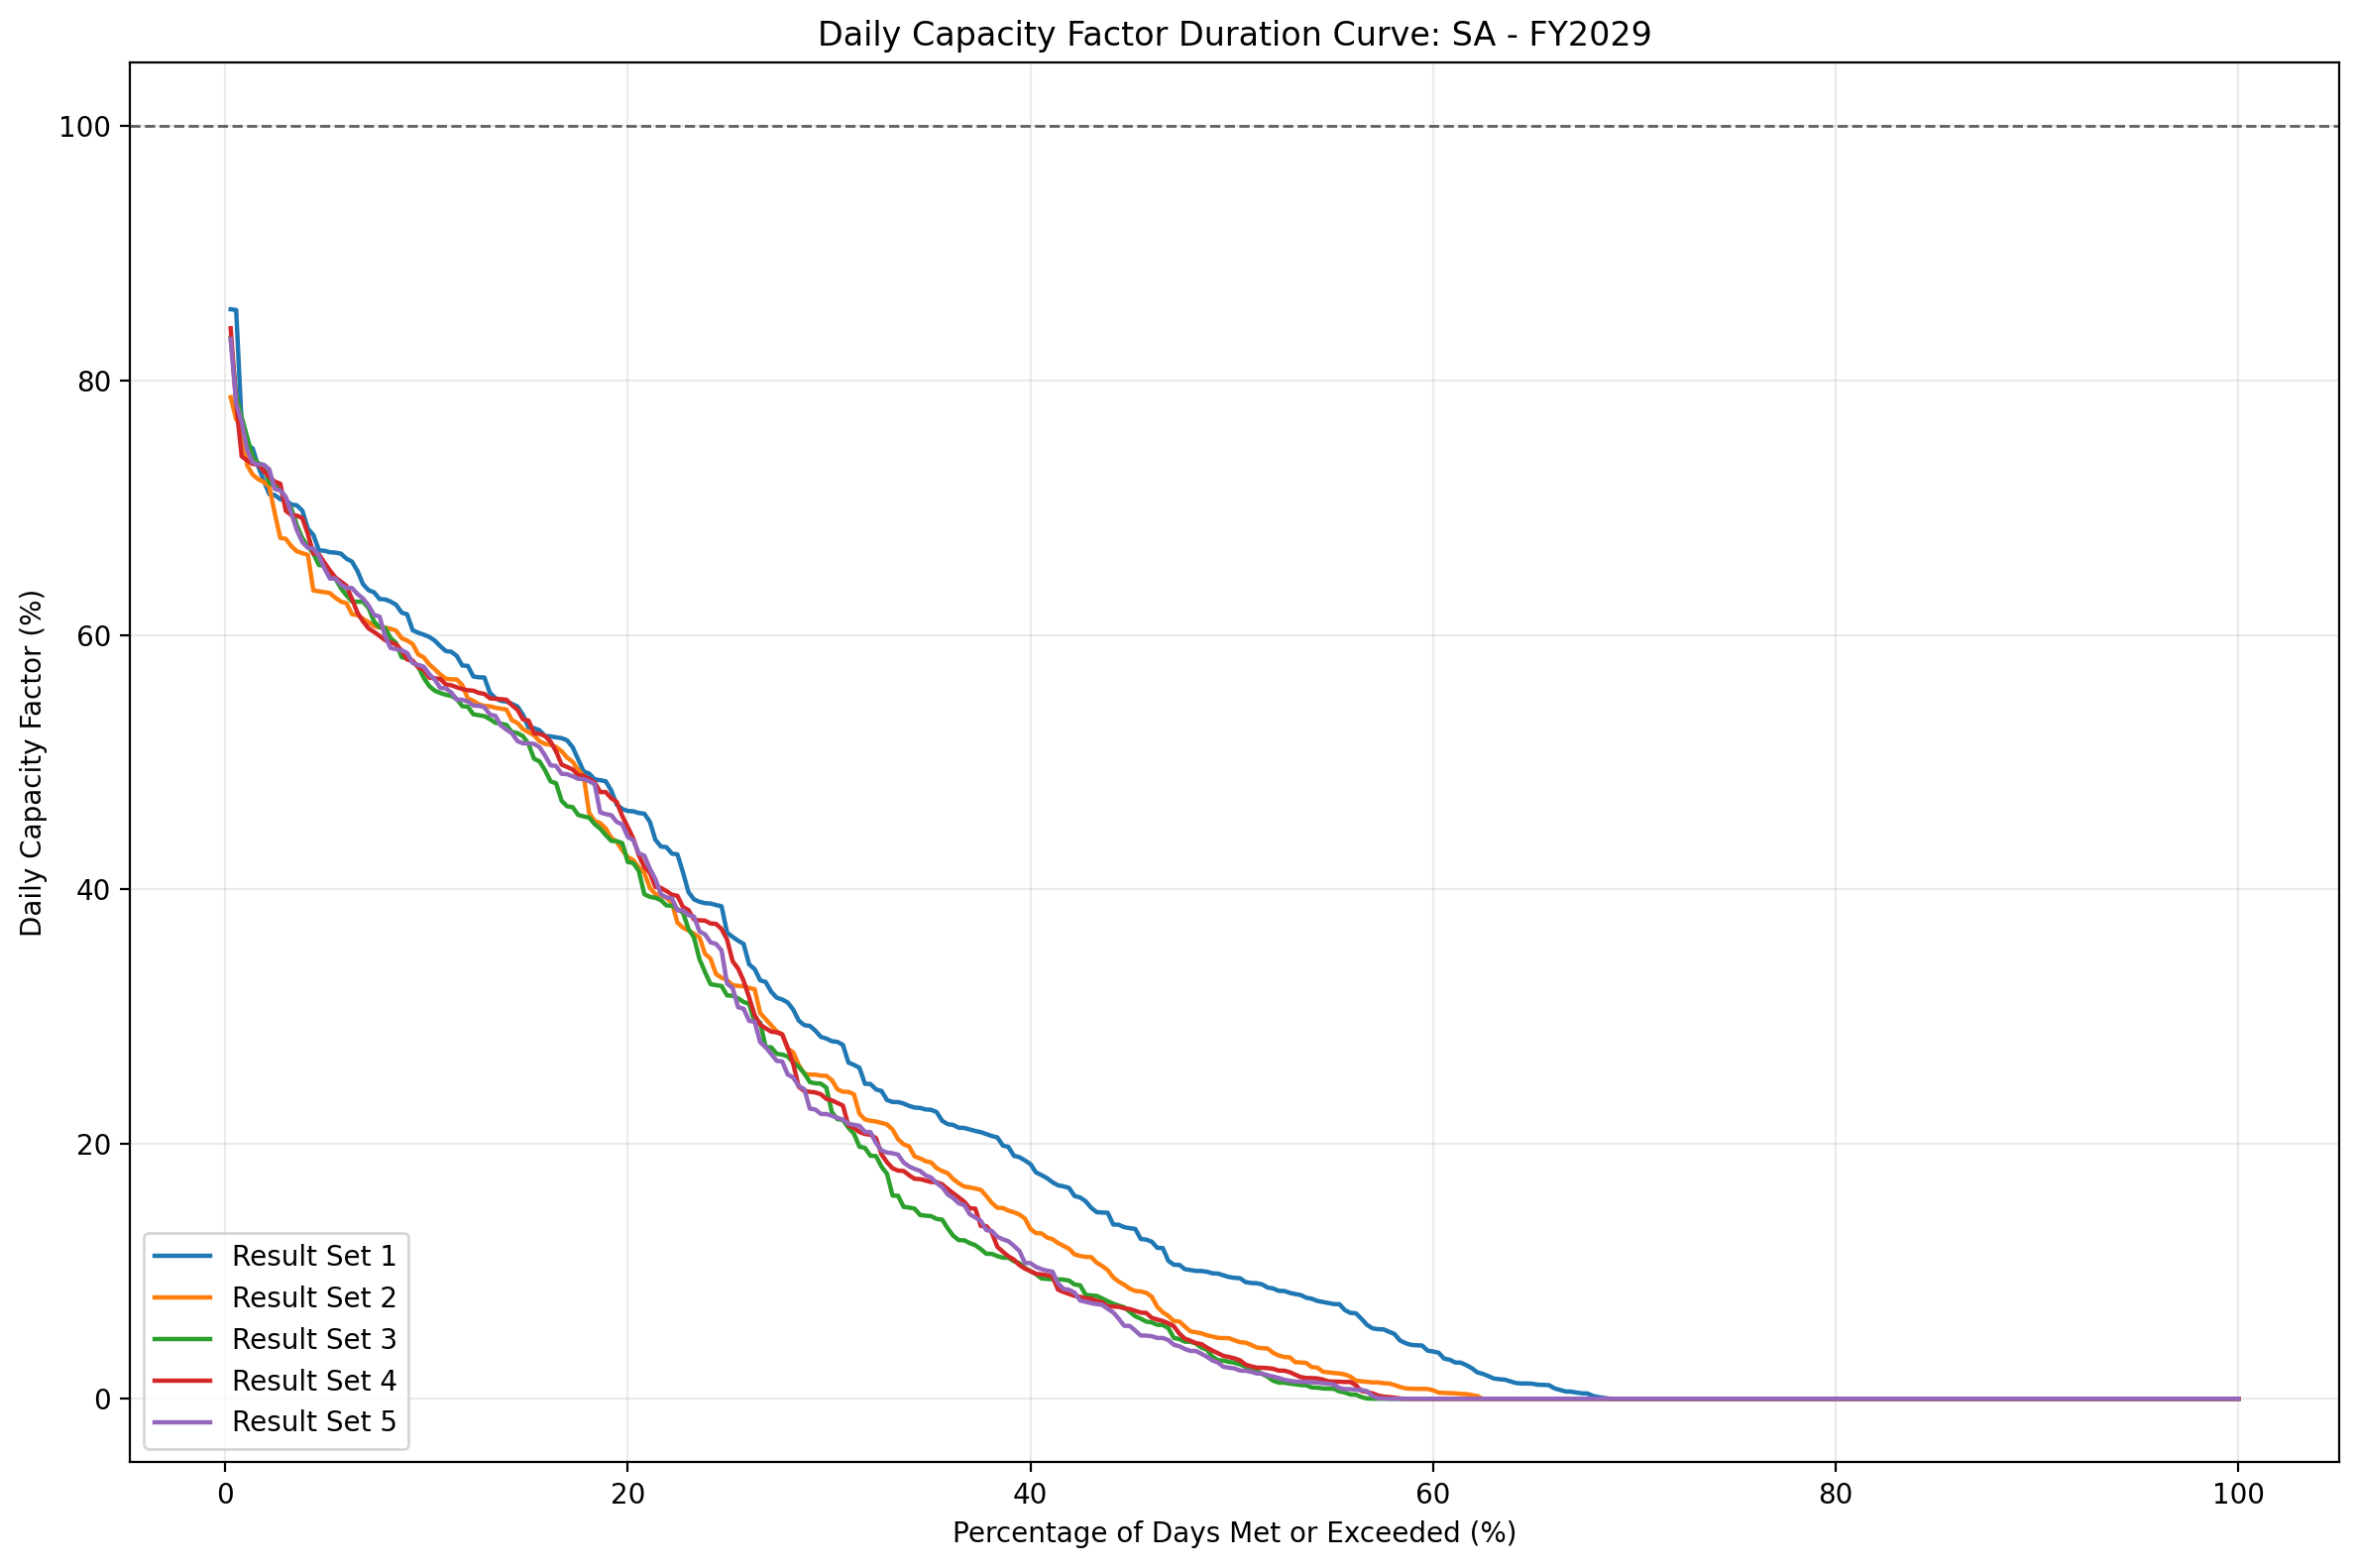 Daily Capacity Factor Duration Curve: SA - FY2029
Daily Capacity Factor (%)
100
80
60
40
20
0
Result Set 1
Result Set 2
Result Set 3
Result Set 4
Result Set 5
0 20 40 60 80 100
Percentage of Days Met or Exceeded (%)